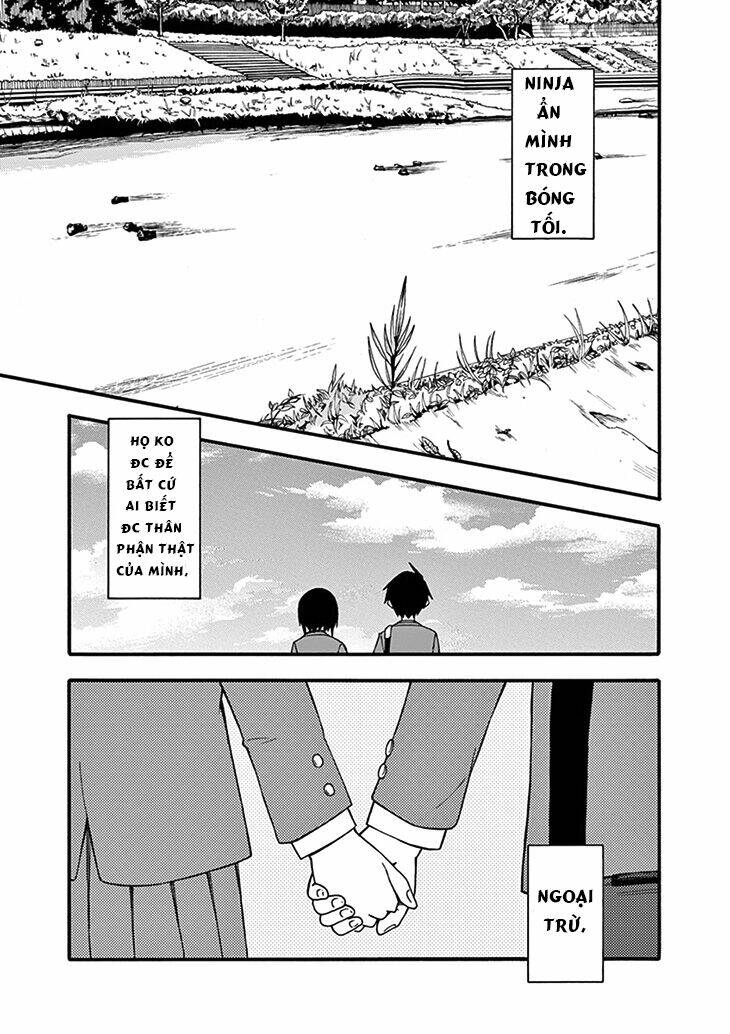 NINJA
ẨN
MÌNH
TRONG
BÓNG
TỐI.
HỌ KO
ĐC ĐỂ
BẤT CỨ
AI BIẾT
ĐC THÂN
PHẬN THẬT
CỦA MÌNH,
NGOẠI
TRỪ,